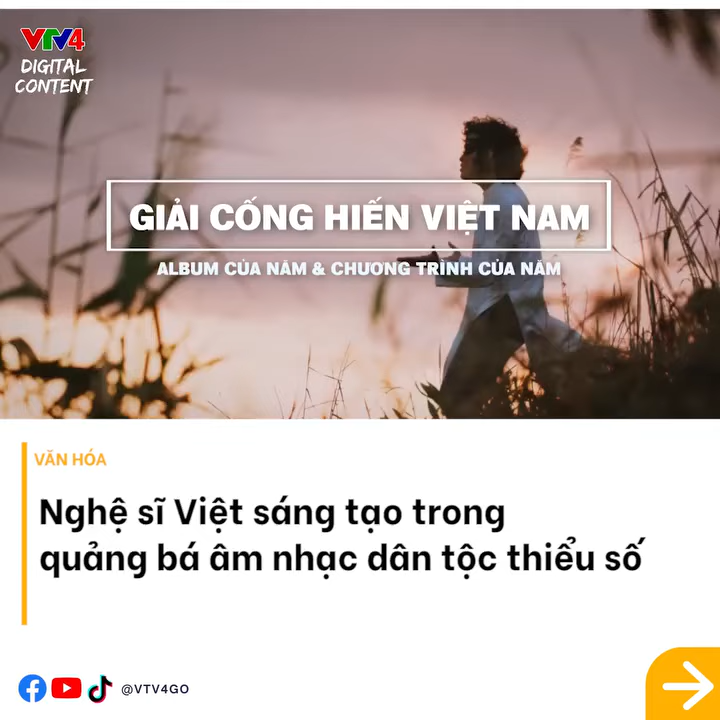 VTV4
DIGITAL
CONTENT
GIẢI CỐNG HIẾN VIỆT NAM
ALBUM CỦA NĂM & CHƯƠNG TRÌNH CỦA NĂM
VĂN HÓA
Nghệ sĩ Việt sáng tạo trong
quảng bá âm nhạc dân tộc thiểu số
@VTV4GO